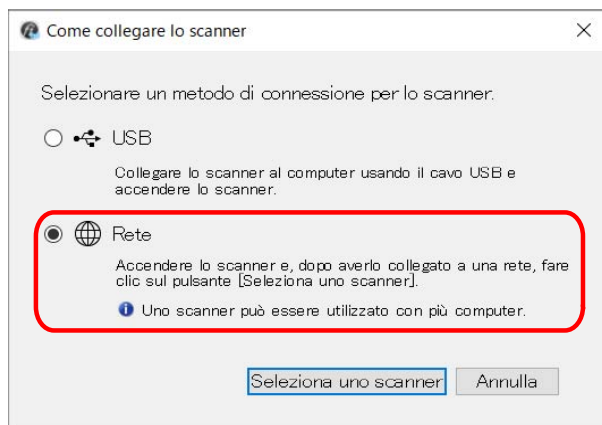 Come collegare lo scanner
Selezionare un metodo di connessione per lo scanner.
USB
Collegare lo scanner al computer usando il cavo USB e
accendere lo scanner.
Rete
Accendere lo scanner e, dopo averlo collegato a una rete, fare
clic sul pulsante [Seleziona uno scanner].
Uno scanner può essere utilizzato con più computer.
Seleziona uno scanner
Annulla